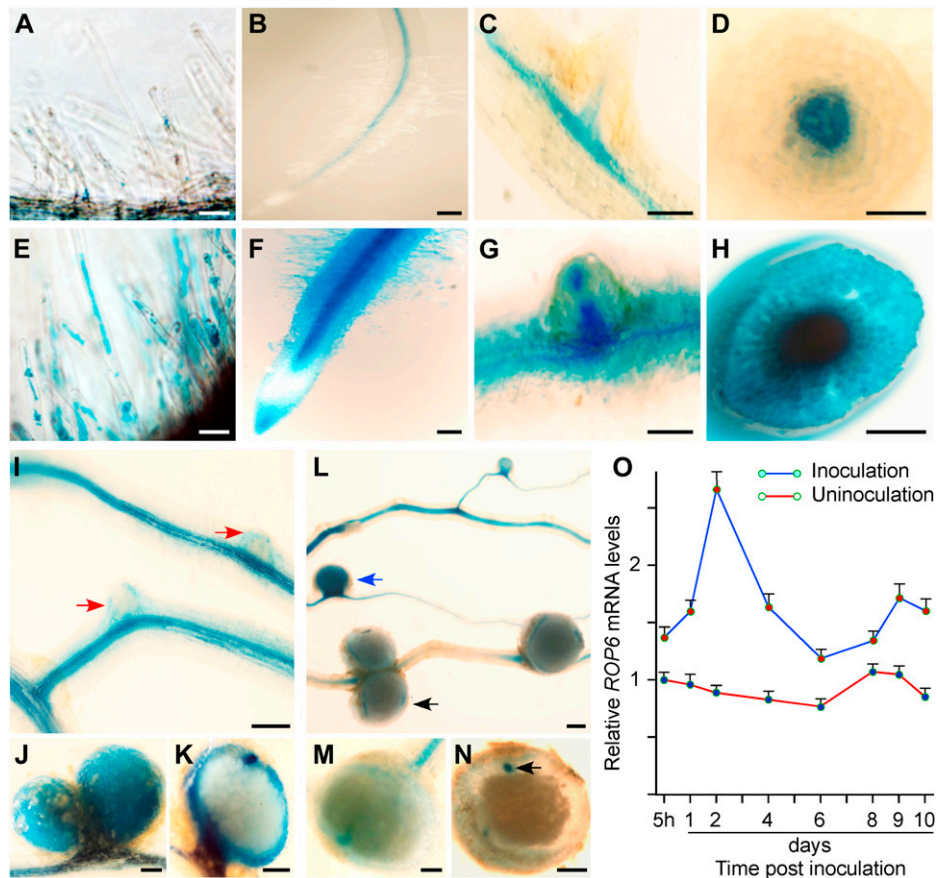 A
B
C
D
E
F
G
H
I
L
O
Inoculation
Uninoculation
2
1
Relative ROP6 mRNA levels
J
K
M
N
5h 1 2 4 6 8 9 10
days
Time post inoculation